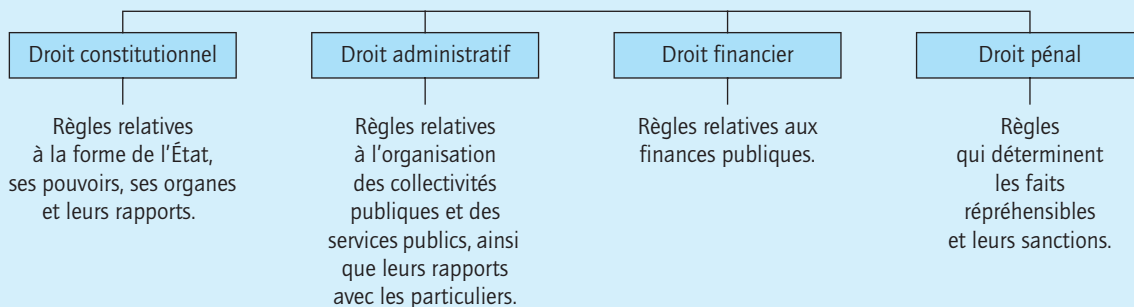 Droit constitutionnel
Règles relatives
à la forme de l'État,
ses pouvoirs, ses organes
et leurs rapports.
Droit administratif
Règles relatives
à l'organisation
des collectivités
publiques et des
services publics, ainsi
que leurs rapports
avec les particuliers.
Droit financier
Règles relatives aux
finances publiques.
Droit pénal
Règles
qui déterminent
les faits
répréhensibles
et leurs sanctions.